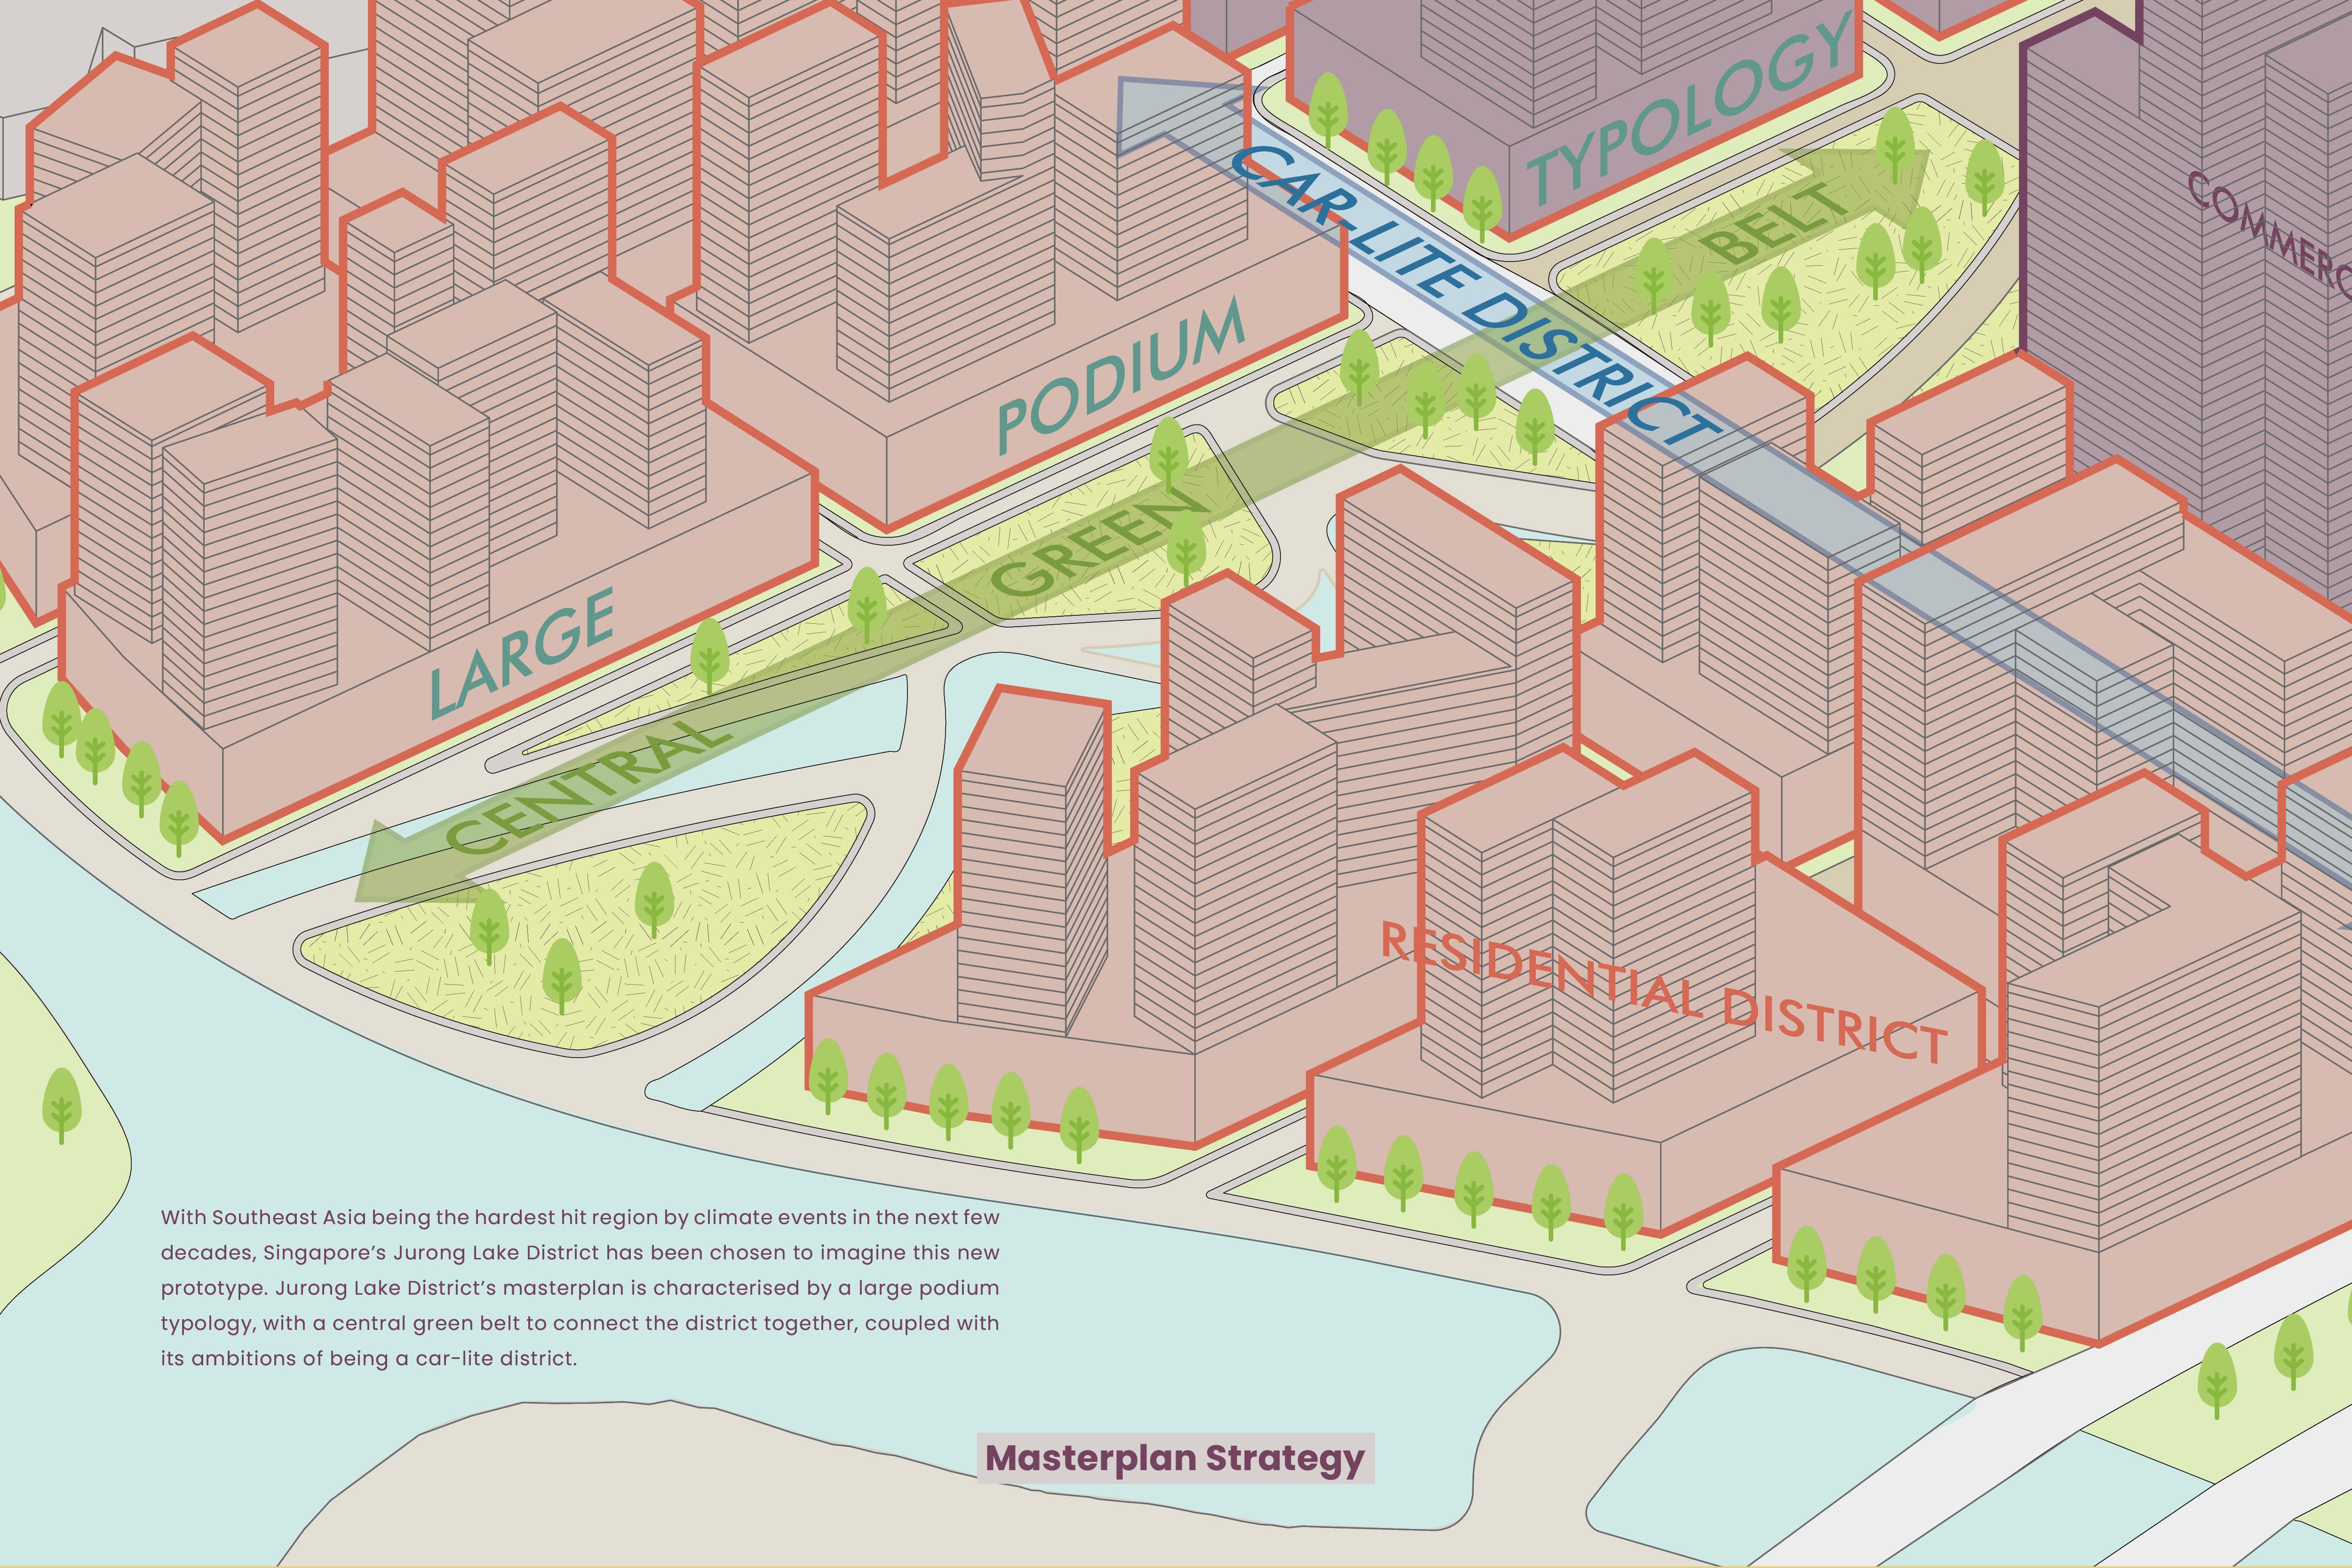 TYPOLOGY
CAR-LITE DISTRICT
BELT
PODIUM
GREEN
LARGE
CENTRAL
RESIDENTIAL DISTRICT
With Southeast Asia being the hardest hit region by climate events in the next few
decades, Singapore’s Jurong Lake District has been chosen to imagine this new
prototype. Jurong Lake District’s masterplan is characterised by a large podium
typology, with a central green belt to connect the district together, coupled with
its ambitions of being a car-lite district.
Masterplan Strategy